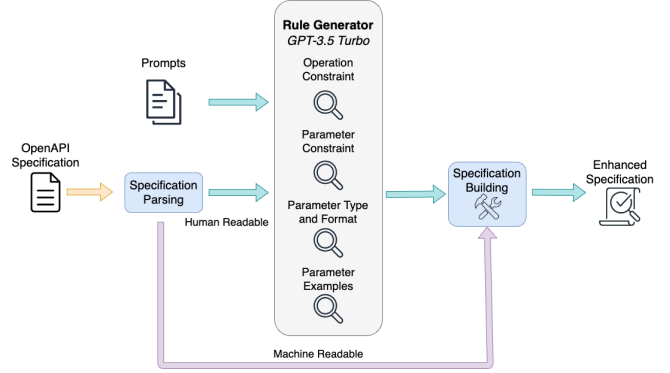 Rule Generator
GPT-3.5 Turbo
Prompts
Operation
Constraint
OpenAPI
Specification
Parameter
Constraint
Specification
Parsing
Human Readable
Parameter Type
and Format
Parameter
Examples
Specification
Building
Enhanced
Specification
Machine Readable